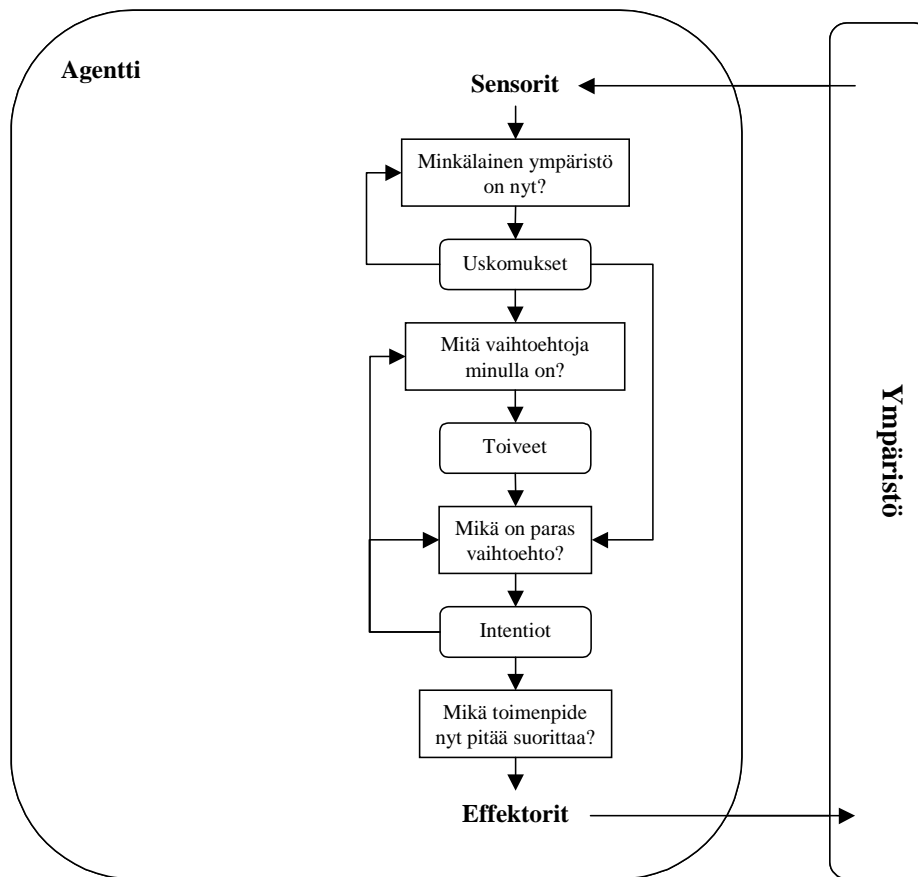 Agentti
Sensorit
Minkälainen ympäristö
on nyt?
Uskomukset
Mitä vaihtoehtoja
minulla on?
Toiveet
Mikä on paras
vaihtoehto?
Intentiot
Mikä toimenpide
nyt pitää suorittaa?
Effektorit
Ympäristö